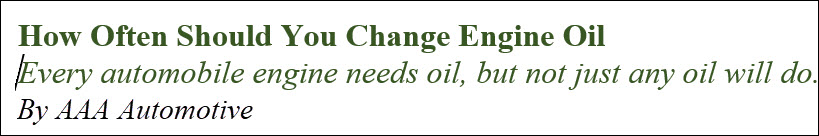 How Often Should You Change Engine Oil
Every automobile engine needs oil, but not just any oil will do.
By AAA Automotive